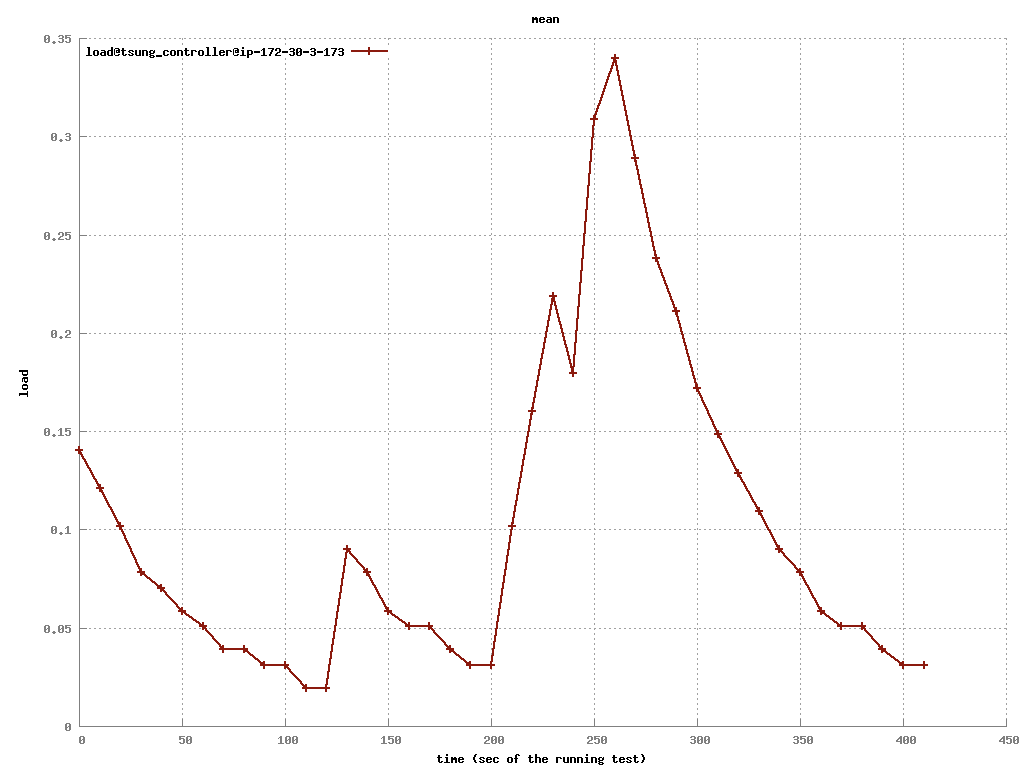 mean
load@tsung_controller@ip-172-30-3-173
0.35
0.3
0.25
0.2
0.15
0.1
0.05
0
load
0 50 100 150 200 250 300 350 400 450
time (sec of the running test)